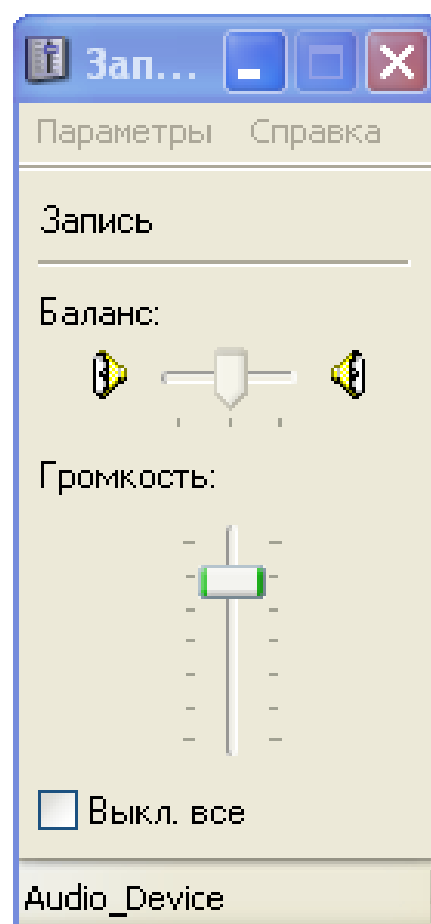 Зап...
Параметры Справка
Запись
Баланс:
Громкость:
Выкл. все
Audio_Device